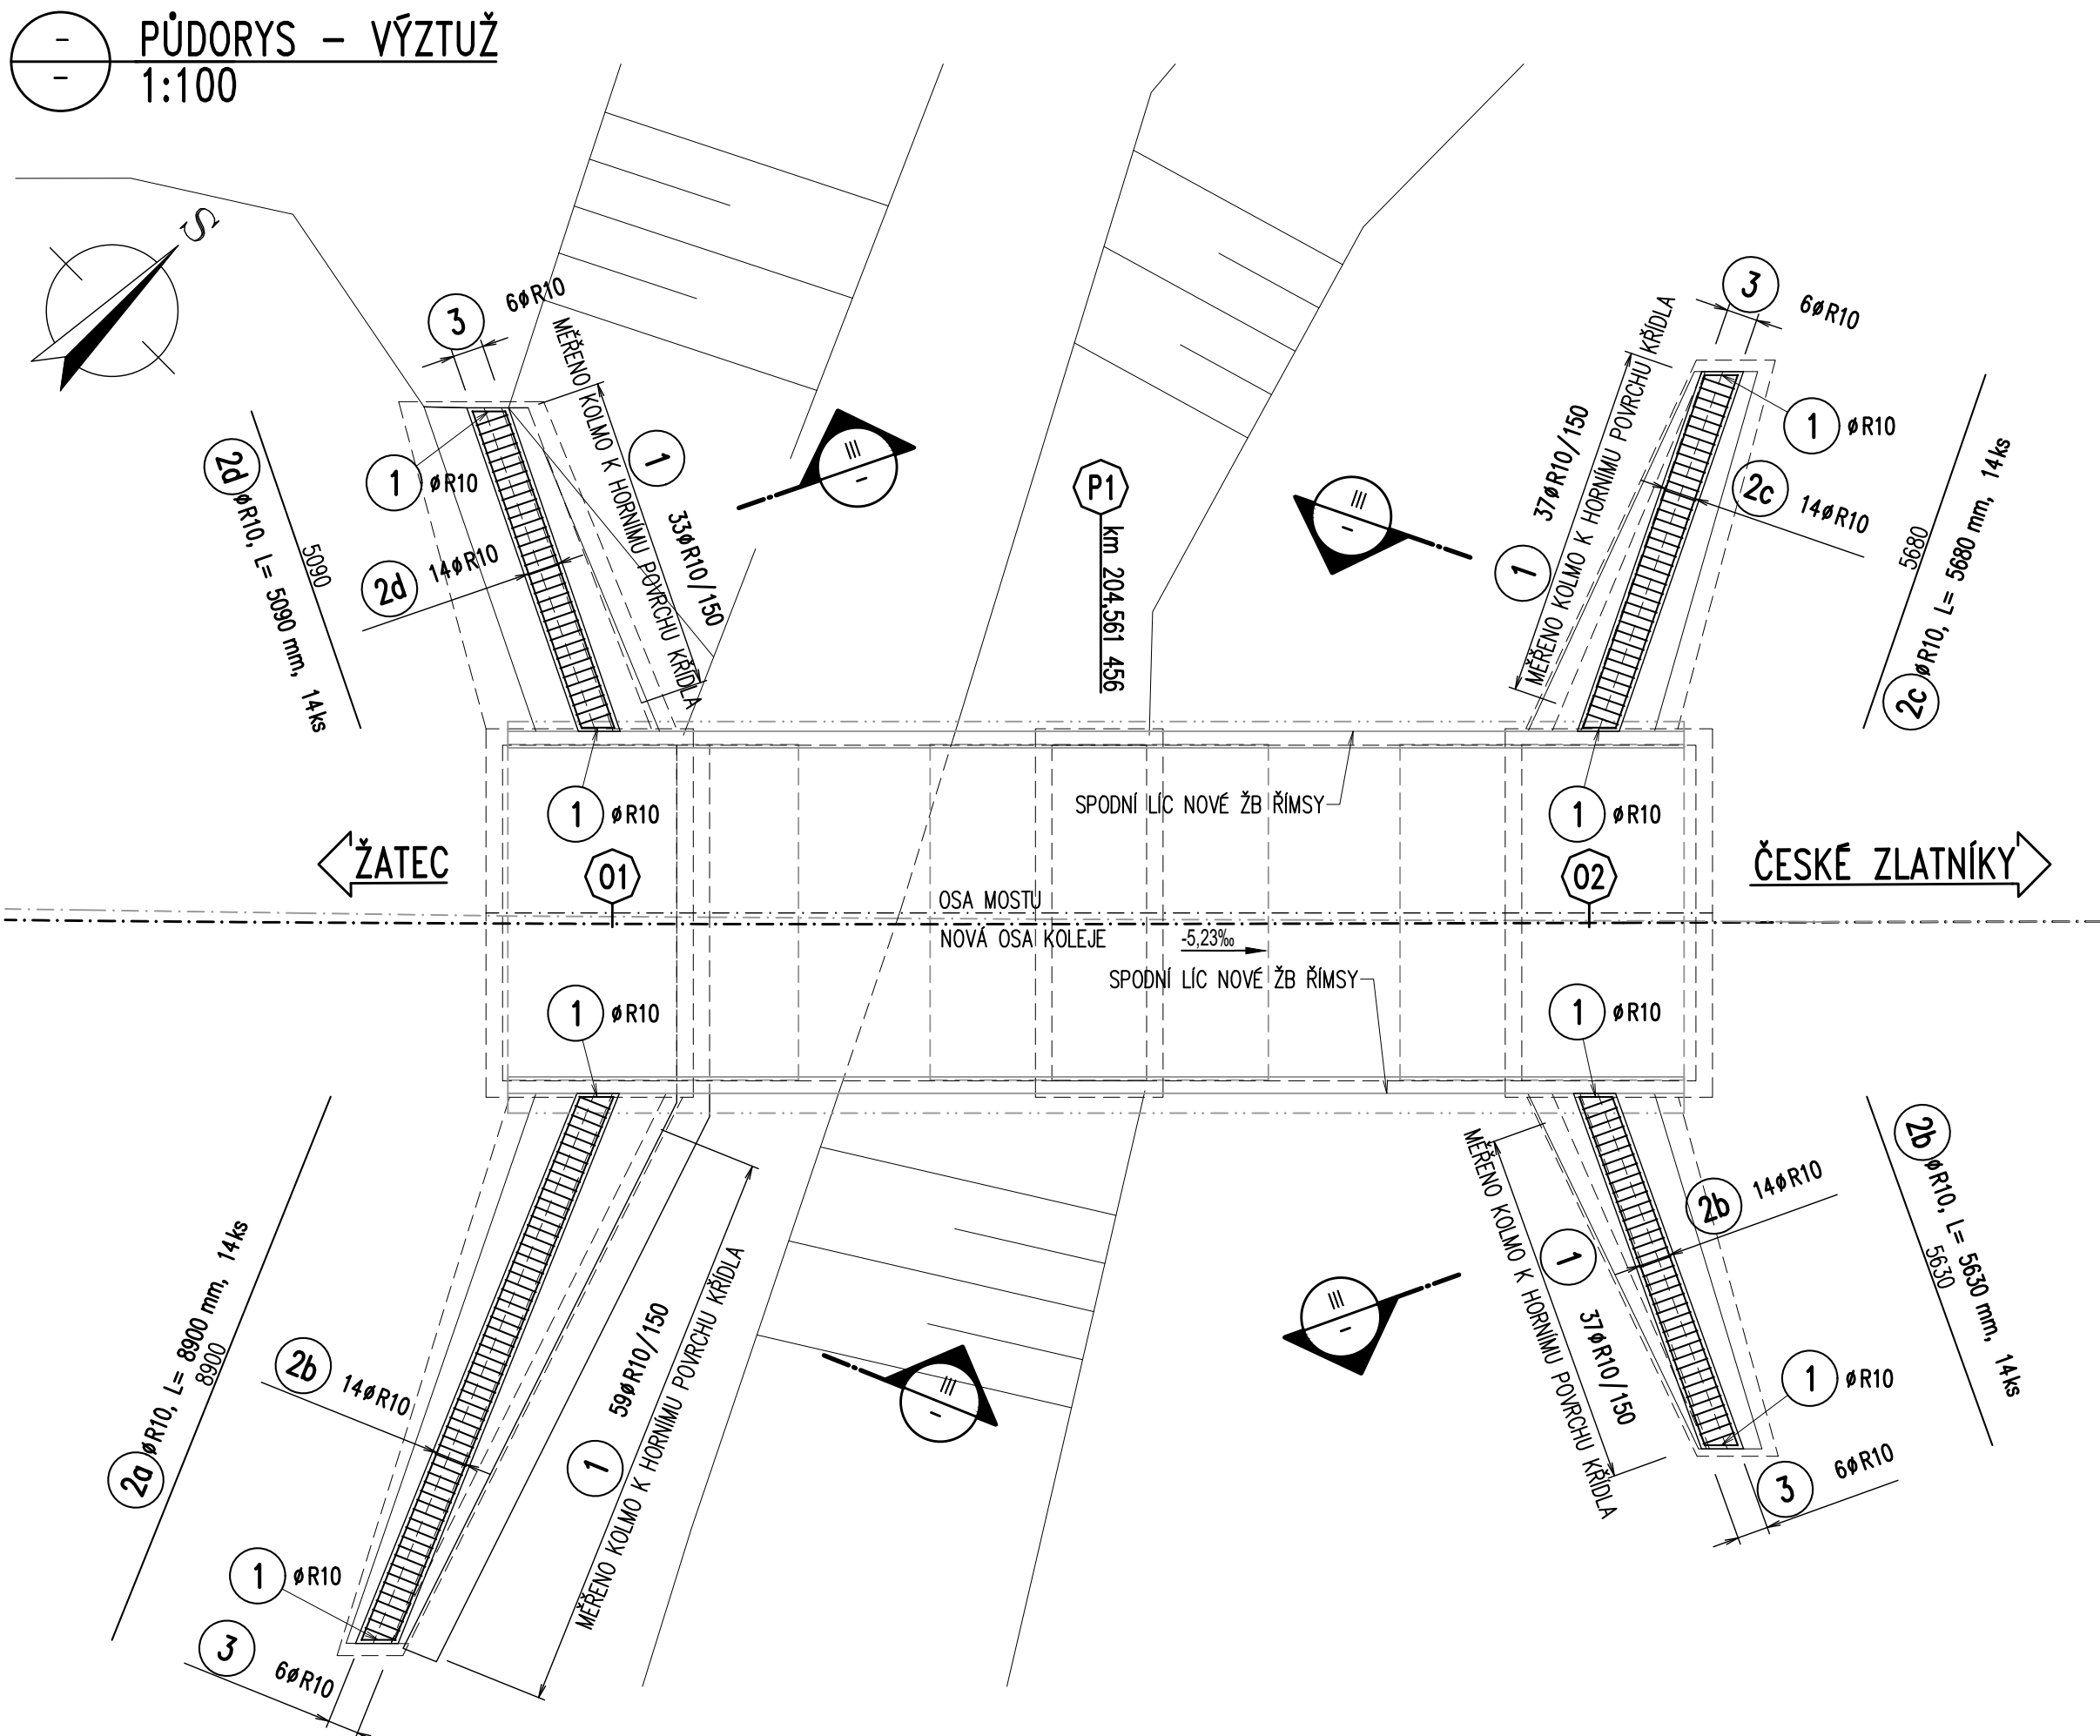 –
–
PŮDORYS – VÝZTUŽ
1:100
S
3
6øR10
MĚŘENO KOLMO K HORNÍMU POVRCHU KŘÍDLA
1
33øR10/150
1
øR10
2d
14øR10
2d
øR10, L= 5090 mm, 14ks
5090
III
–
P1
km 204,561 456
III
–
3
6øR10
MĚŘENO KOLMO K HORNÍMU POVRCHU KŘÍDLA
1
37øR10/150
1
øR10
2c
14øR10
5680
2c
øR10, L= 5680 mm, 14ks
1
øR10
SPODNÍ LÍC NOVÉ ŽB ŘÍMSY
1
øR10
ŽATEC
O1
O2
ČESKÉ ZLATNÍKY
OSA MOSTU
NOVÁ OSA KOLEJE
-5,23‰
SPODNÍ LÍC NOVÉ ŽB ŘÍMSY
1
øR10
1
øR10
2a
øR10, L= 8900 mm, 14ks
8900
2b
14øR10
1
59øR10/150
MĚŘENO KOLMO K HORNÍMU POVRCHU KŘÍDLA
1
øR10
3
6øR10
III
–
III
–
MĚŘENO KOLMO K HORNÍMU POVRCHU KŘÍDLA
1
37øR10/150
2b
14øR10
2b
øR10, L= 5630 mm, 14ks
5630
1
øR10
3
6øR10